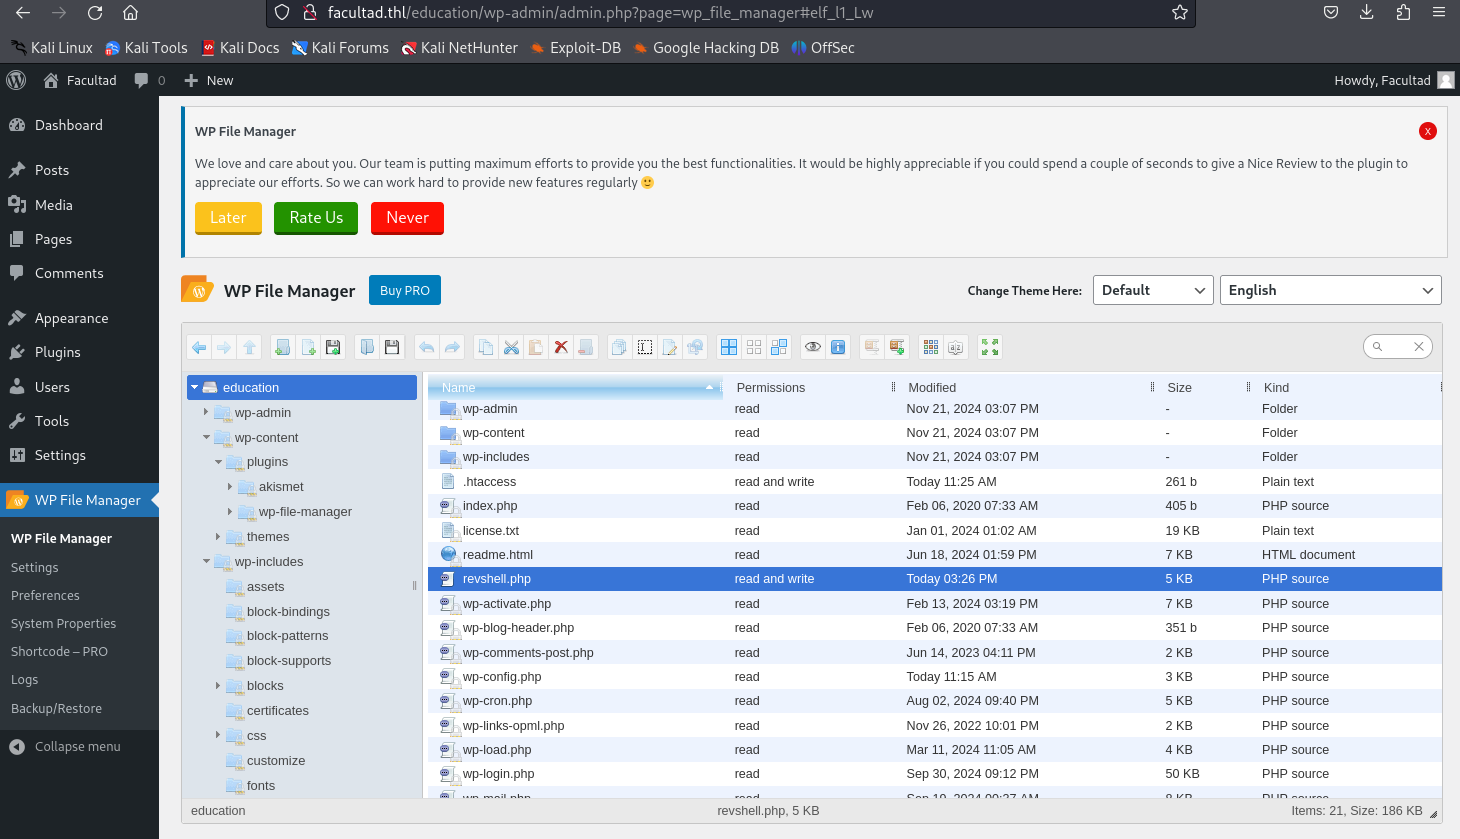 facultad.thl/education/wp-admin/admin.php?page=wp_file_manager#elf_l1_Lw
Kali Linux Kali Tools Kali Docs Kali Forums Kali NetHunter Exploit-DB Google Hacking DB OffSec
Facultad 0 New Howdy, Facultad
Dashboard
Posts
Media
Pages
Comments
Appearance
Plugins
Users
Tools
Settings
WP File Manager
WP File Manager
Settings
Preferences
System Properties
Shortcode – PRO
Logs
Backup/Restore
Collapse menu
WP File Manager
X
We love and care about you. Our team is putting maximum efforts to provide you the best functionalities. It would be highly appreciable if you could spend a couple of seconds to give a Nice Review to the plugin to
appreciate our efforts. So we can work hard to provide new features regularly 🙂
Later Rate Us Never
WP File Manager Buy PRO Change Theme Here: Default English
education
wp-admin
wp-content
plugins
akismet
wp-file-manager
themes
wp-includes
assets
block-bindings
block-patterns
block-supports
blocks
certificates
css
customize
fonts
Name Permissions Modified Size Kind
wp-admin read Nov 21, 2024 03:07 PM - Folder
wp-content read Nov 21, 2024 03:07 PM - Folder
wp-includes read Nov 21, 2024 03:07 PM - Folder
.htaccess read and write Today 11:25 AM 261 b Plain text
index.php read Feb 06, 2020 07:33 AM 405 b PHP source
license.txt read Jan 01, 2024 01:02 AM 19 KB Plain text
readme.html read Jun 18, 2024 01:59 PM 7 KB HTML document
revshell.php read and write Today 03:26 PM 5 KB PHP source
wp-activate.php read Feb 13, 2024 03:19 PM 7 KB PHP source
wp-blog-header.php read Feb 06, 2020 07:33 AM 351 b PHP source
wp-comments-post.php read Jun 14, 2023 04:11 PM 2 KB PHP source
wp-config.php read Today 11:15 AM 3 KB PHP source
wp-cron.php read Aug 02, 2024 09:40 PM 5 KB PHP source
wp-links-opml.php read Nov 26, 2022 10:01 PM 2 KB PHP source
wp-load.php read Mar 11, 2024 11:05 AM 4 KB PHP source
wp-login.php read Sep 30, 2024 09:12 PM 50 KB PHP source
wp-mail.php read Sep 19, 2024 00:37 AM 8 KB PHP source
education revshell.php, 5 KB Items: 21, Size: 186 KB